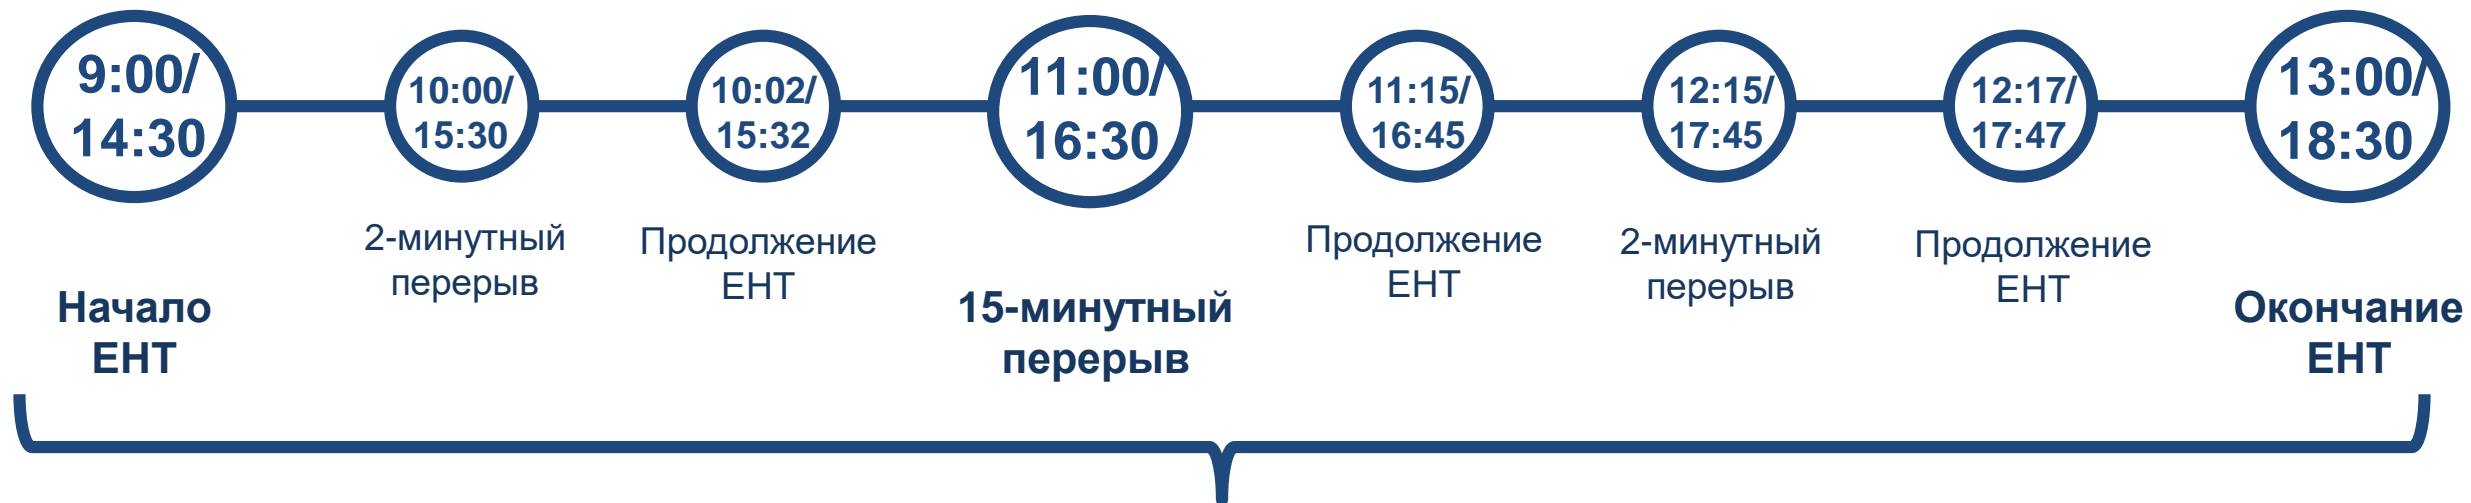 9:00/
14:30
Начало
ЕНТ
10:00/
15:30
2-минутный
перерыв
10:02/
15:32
Продолжение
ЕНТ
11:00/
16:30
15-минутный
перерыв
11:15/
16:45
Продолжение
ЕНТ
12:15/
17:45
2-минутный
перерыв
12:17/
17:47
Продолжение
ЕНТ
13:00/
18:30
Окончание
ЕНТ